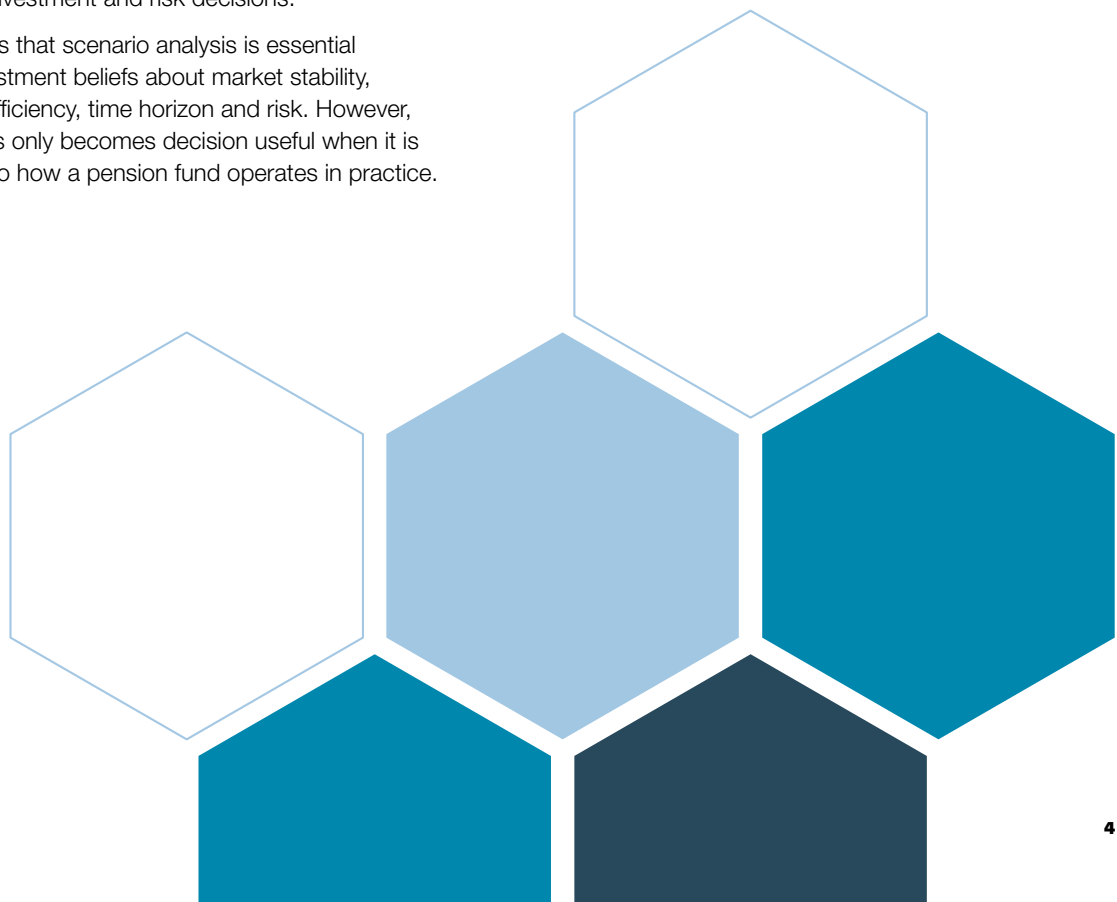 vestment and risk decisions.
s that scenario analysis is essential
stment beliefs about market stability,
fficiency, time horizon and risk. However,
s only becomes decision useful when it is
o how a pension fund operates in practice.
4